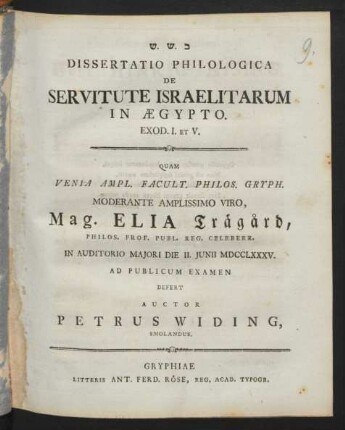 9.
ב .ש .ש
DISSERTATIO PHILOLOGICA
DE
SERVITUTE ISRAELITARUM
IN ÆGYPTO.
EXOD. I. ET V.
QUAM
VENIA AMPL. FACULT. PHILOS. GRYPH.
MODERANTE AMPLISSIMO VIRO,
Mag. ELIA Trägård,
PHILOS. PROF. PUBL. REG. CELEBERR.
IN AUDITORIO MAJORI DIE II. JUNII MDCCLXXXV.
AD PUBLICUM EXAMEN
DEFERT
AUCTOR
PETRUS WIDING,
SMOLANDUS.
GRYPHIAE
LITTERIS ANT. FERD. RÖSE, REG. ACAD. TYPOGR.